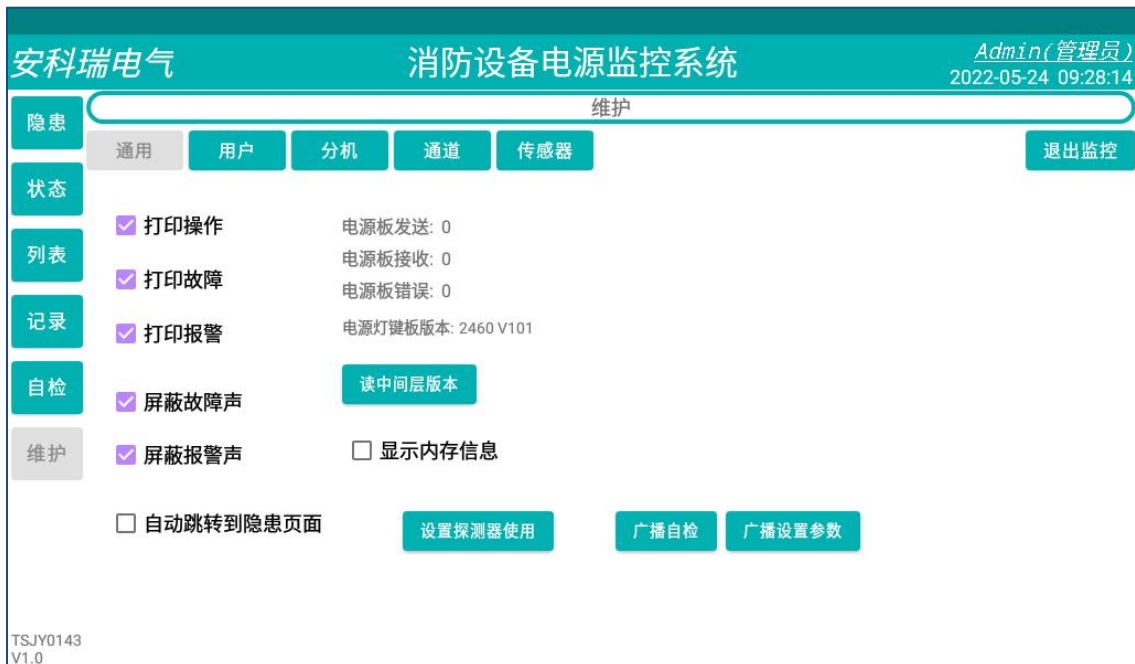 安科瑞电气
消防设备电源监控系统
Admin(管理员)
2022-05-24 09:28:14
维护
隐患
状态
列表
记录
自检
维护
通用 用户 分机 通道 传感器 退出监控
打印操作
打印故障
打印报警
屏蔽故障声
屏蔽报警声
自动跳转到隐患页面
电源板发送: 0
电源板接收: 0
电源板错误: 0
电源灯键板版本: 2460 V101
读中间层版本
显示内存信息
设置探测器使用 广播自检 广播设置参数
TSJY0143
V1.0